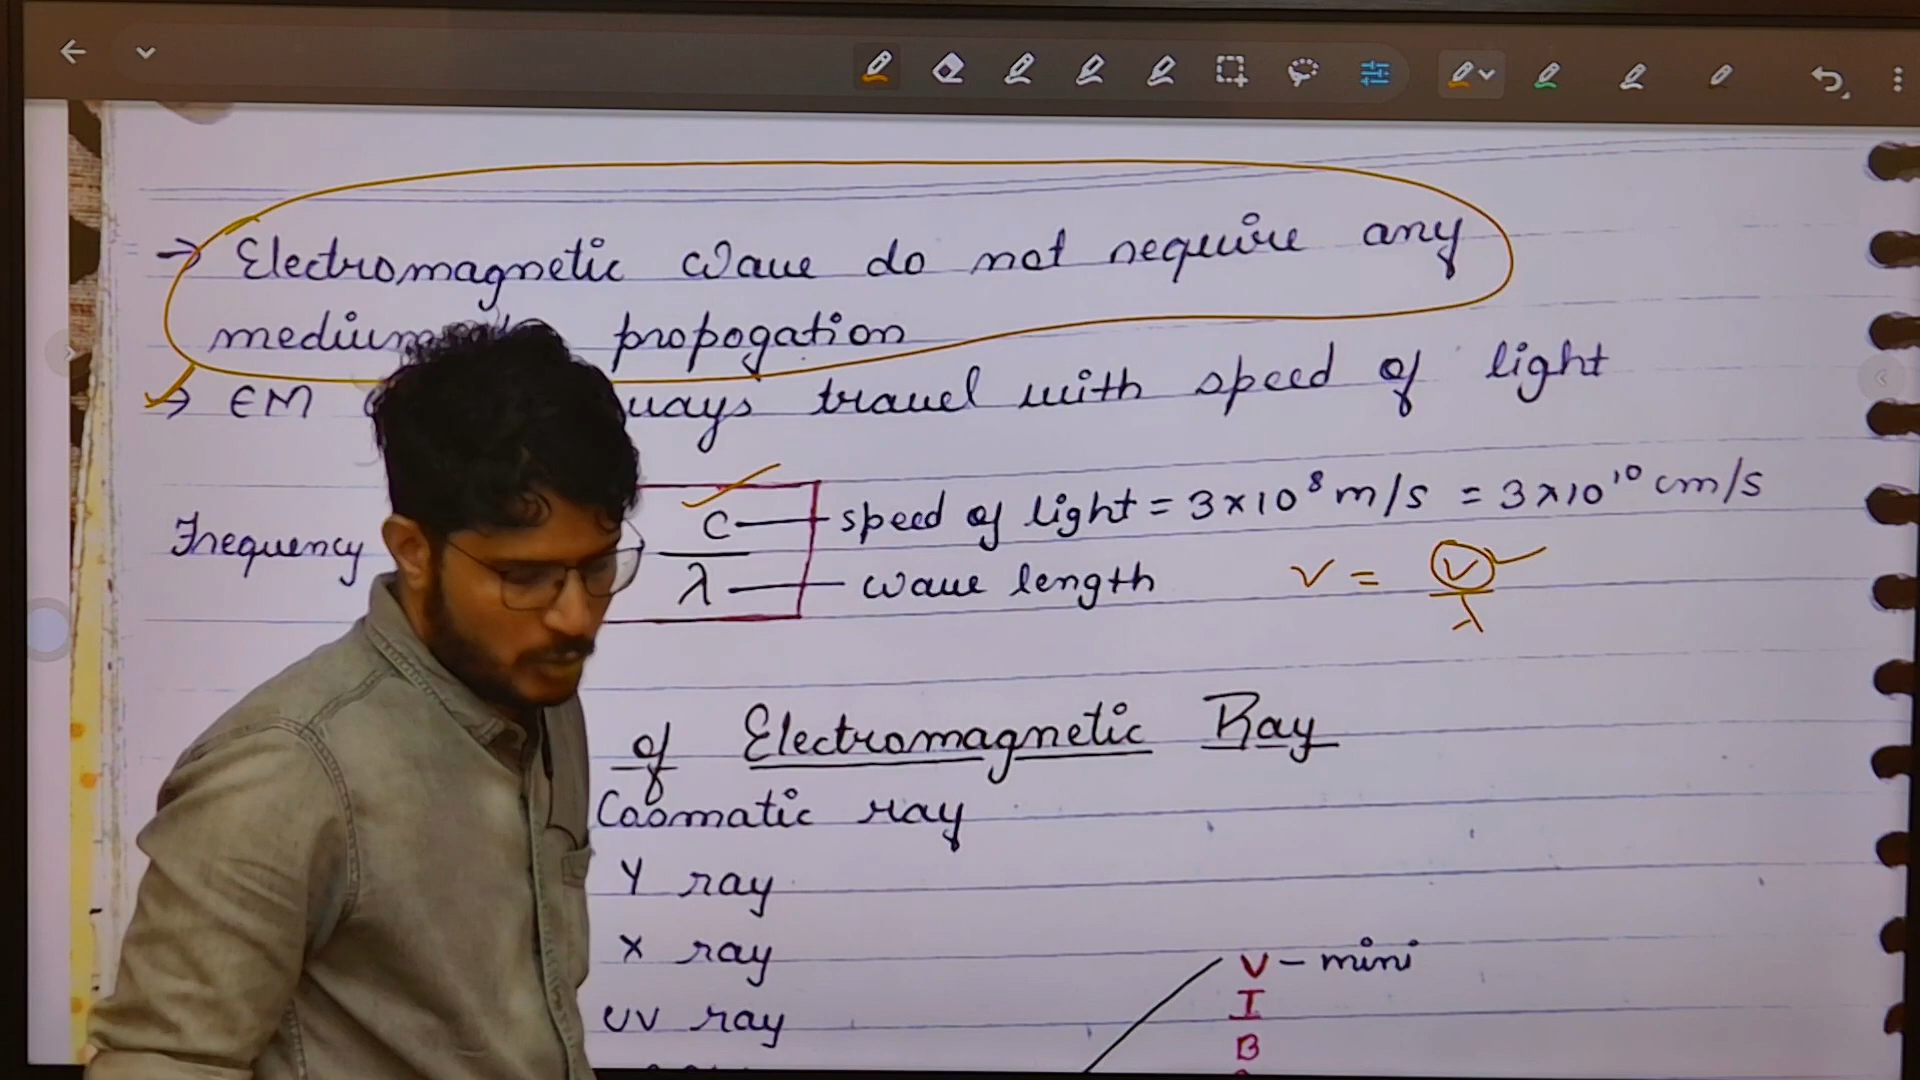 → Electromagnetic wave do not require any
medium propogation
→ EM travel with speed of light
Frequency
C — speed of light = 3×10⁸ m/s = 3×10¹⁰ cm/s
λ — wave length
ν = v/λ
of Electromagnetic Ray
Cosmatic ray
γ ray
X ray
V – mini
I
UV ray
B